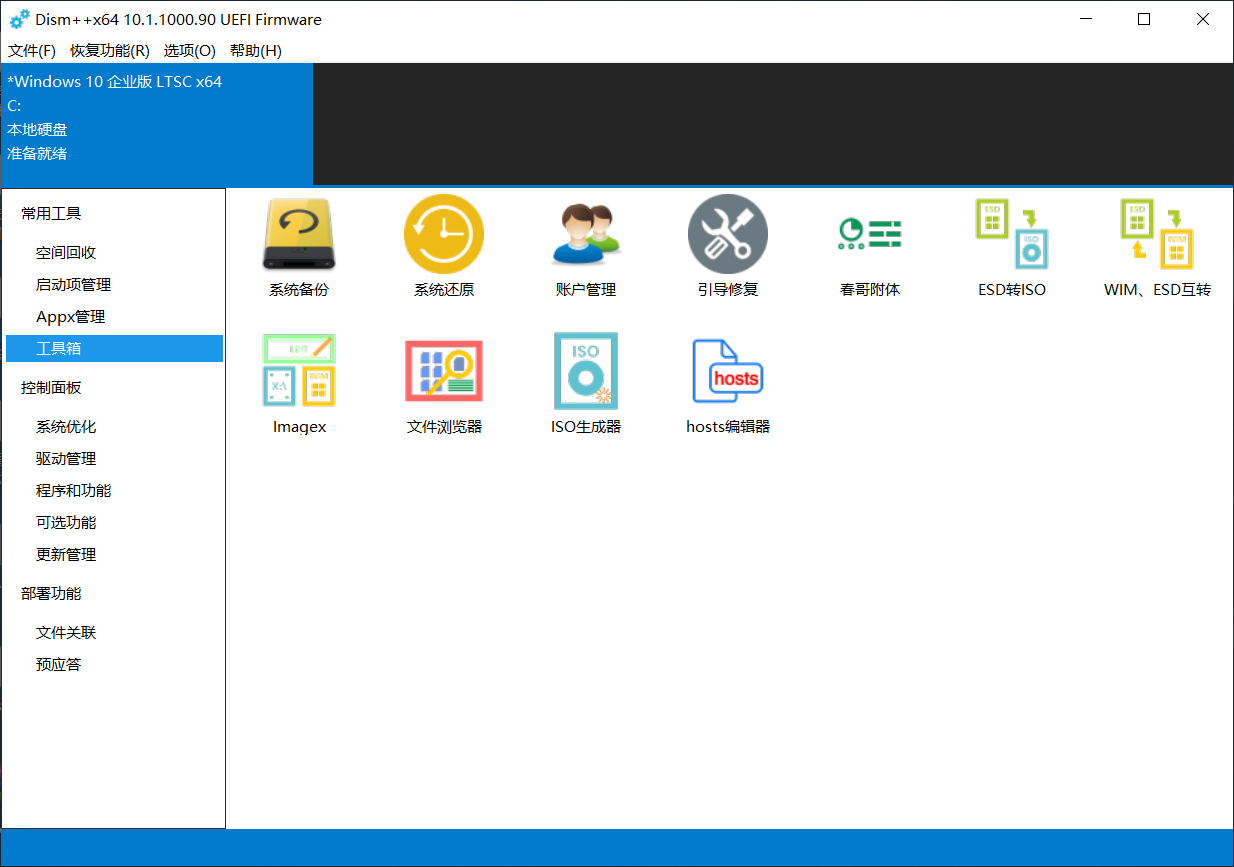 Dism++x64 10.1.1000.90 UEFI Firmware
文件(F) 恢复功能(R) 选项(O) 帮助(H)
*Windows 10 企业版 LTSC x64
C:
本地硬盘
准备就绪
常用工具
空间回收
启动项管理
Appx管理
工具箱
控制面板
系统优化
驱动管理
程序和功能
可选功能
更新管理
部署功能
文件关联
预应答
ESD
ISO
ESD
WIM
系统备份 系统还原 账户管理 引导修复 春哥附体 ESD转ISO WIM、ESD互转
EDIT
X:\
WIM
ISO
hosts
Imagex 文件浏览器 ISO生成器 hosts编辑器